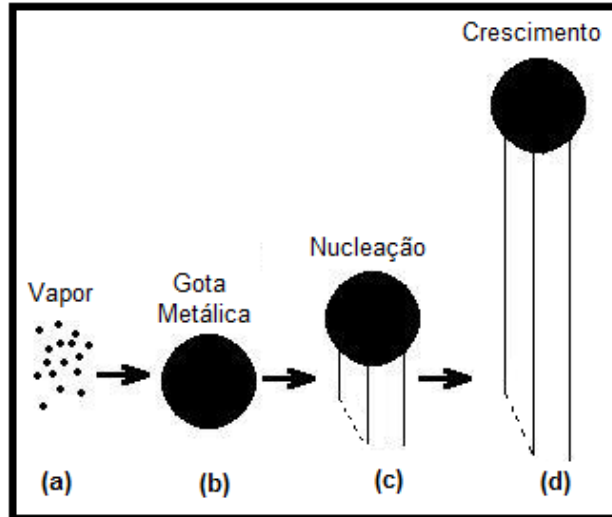 Crescimento
Nucleação
Gota
Metálica
Vapor
(a)
(b)
(c)
(d)